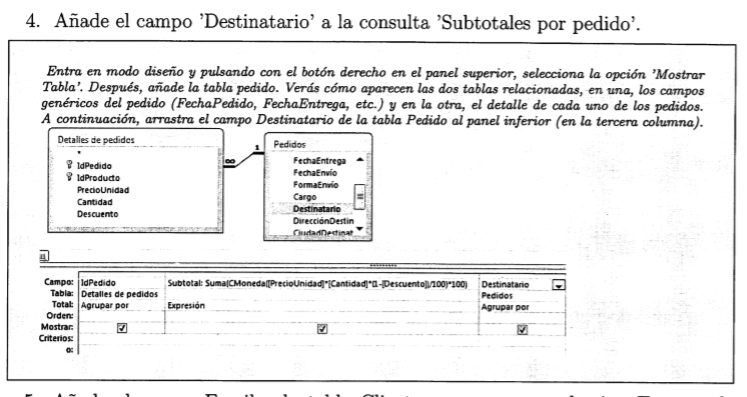 4. Añade el campo 'Destinatario' a la consulta 'Subtotales por pedido'.
Entra en modo diseño y pulsando con el botón derecho en el panel superior, selecciona la opción 'Mostrar
Tabla'. Después, añade la tabla pedido. Verás cómo aparecen las dos tablas relacionadas, en una, los campos
genéricos del pedido (FechaPedido, FechaEntrega, etc.) y en la otra, el detalle de cada uno de los pedidos.
A continuación, arrastra el campo Destinatario de la tabla Pedido al panel inferior (en la tercera columna).
Detalles de pedidos
*
IdPedido
IdProducto
PrecioUnidad
Cantidad
Descuento
∞ 1
Pedidos
FechaEntrega
FechaEnvío
FormaEnvío
Cargo
Destinatario
DirecciónDestin
CiudadDestinat
Campo: IdPedido Subtotal: Suma(CMoneda([PrecioUnidad]*[Cantidad]*(1-[Descuento])/100)*100) Destinatario
Tabla: Detalles de pedidos Pedidos
Total: Agrupar por Expresión Agrupar por
Orden:
Mostrar:
Criterios:
o: